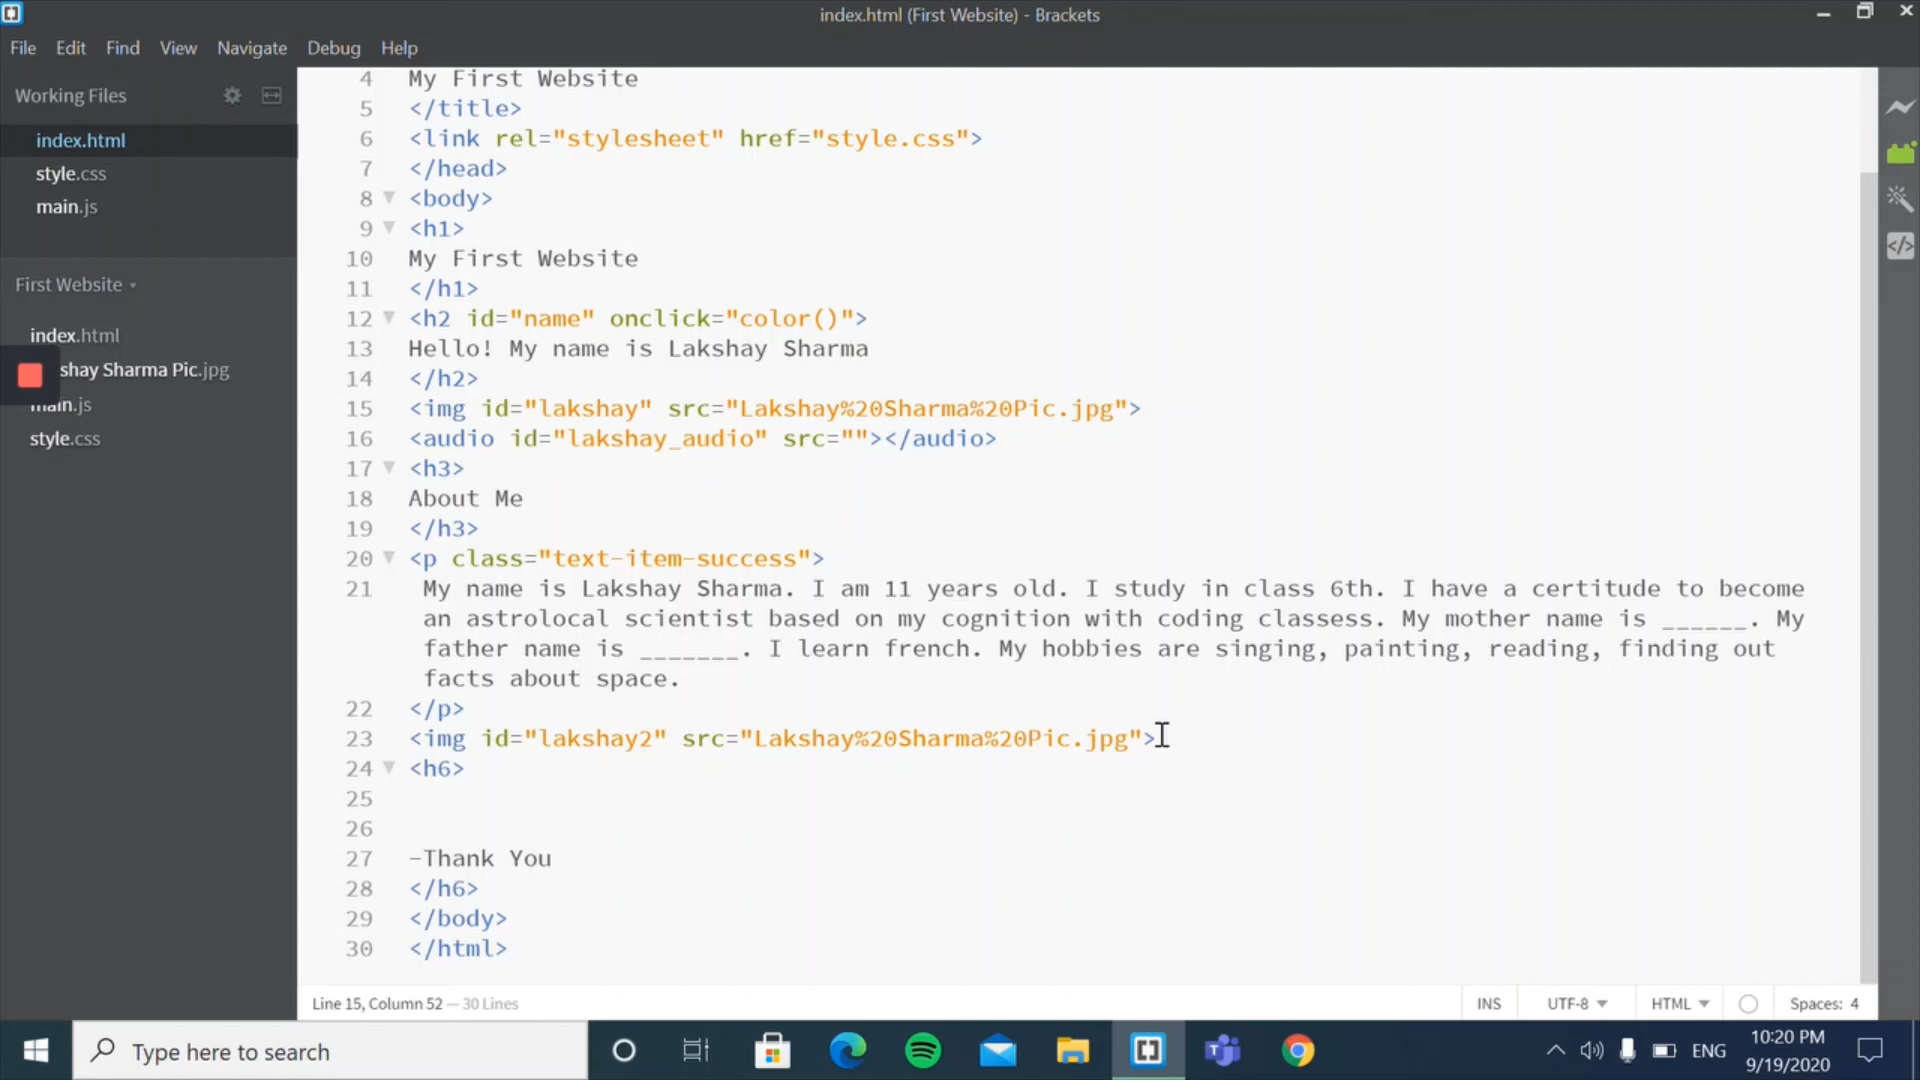 index.html (First Website) - Brackets
File Edit Find View Navigate Debug Help
Working Files
index.html
style.css
main.js
First Website
index.html
shay Sharma Pic.jpg
main.js
style.css
4 My First Website
5 </title>
6 <link rel="stylesheet" href="style.css">
7 </head>
8 <body>
9 <h1>
10 My First Website
11 </h1>
12 <h2 id="name" onclick="color()">
13 Hello! My name is Lakshay Sharma
14 </h2>
15 <img id="lakshay" src="Lakshay%20Sharma%20Pic.jpg">
16 <audio id="lakshay_audio" src=""></audio>
17 <h3>
18 About Me
19 </h3>
20 <p class="text-item-success">
21 My name is Lakshay Sharma. I am 11 years old. I study in class 6th. I have a certitude to become
an astrolocal scientist based on my cognition with coding classess. My mother name is ______. My
father name is _______. I learn french. My hobbies are singing, painting, reading, finding out
facts about space.
22 </p>
23 <img id="lakshay2" src="Lakshay%20Sharma%20Pic.jpg">
24 <h6>
25
26
27 -Thank You
28 </h6>
29 </body>
30 </html>
Line 15, Column 52 — 30 Lines
INS UTF-8 HTML Spaces: 4
Type here to search
ENG
10:20 PM
9/19/2020